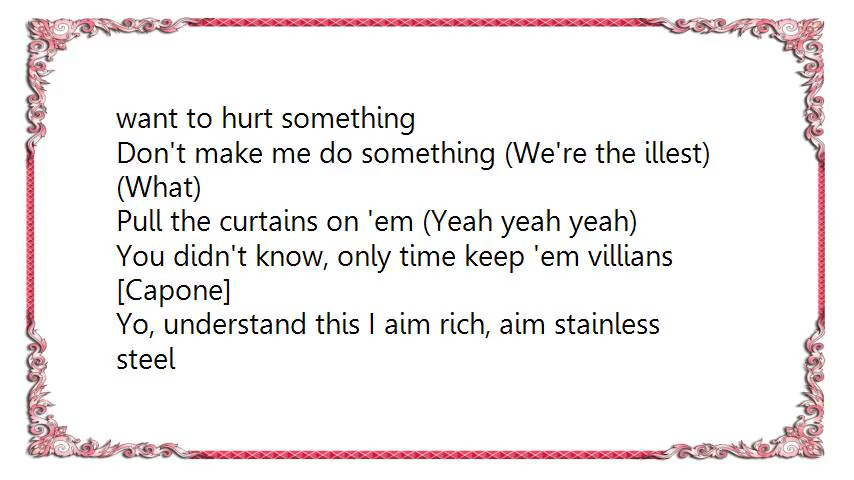 want to hurt something
Don't make me do something (We're the illest)
(What)
Pull the curtains on 'em (Yeah yeah yeah)
You didn't know, only time keep 'em villians
[Capone]
Yo, understand this I aim rich, aim stainless
steel